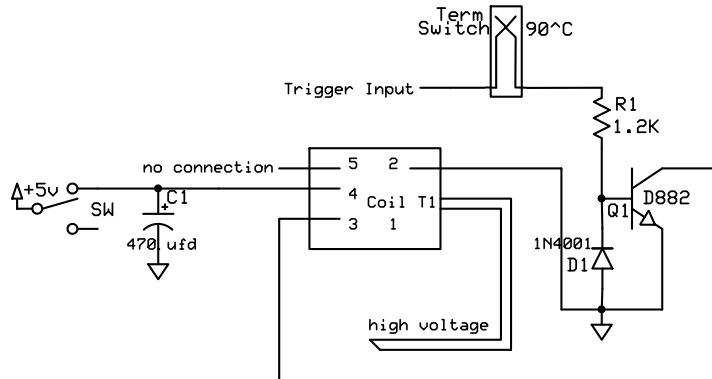 Term
Switch
90^C
Trigger Input
R1
1.2K
no connection
5
2
+5v
SW
C1
+
470 ufd
4
Coil T1
3
1
Q1
D882
1N4001
D1
high voltage